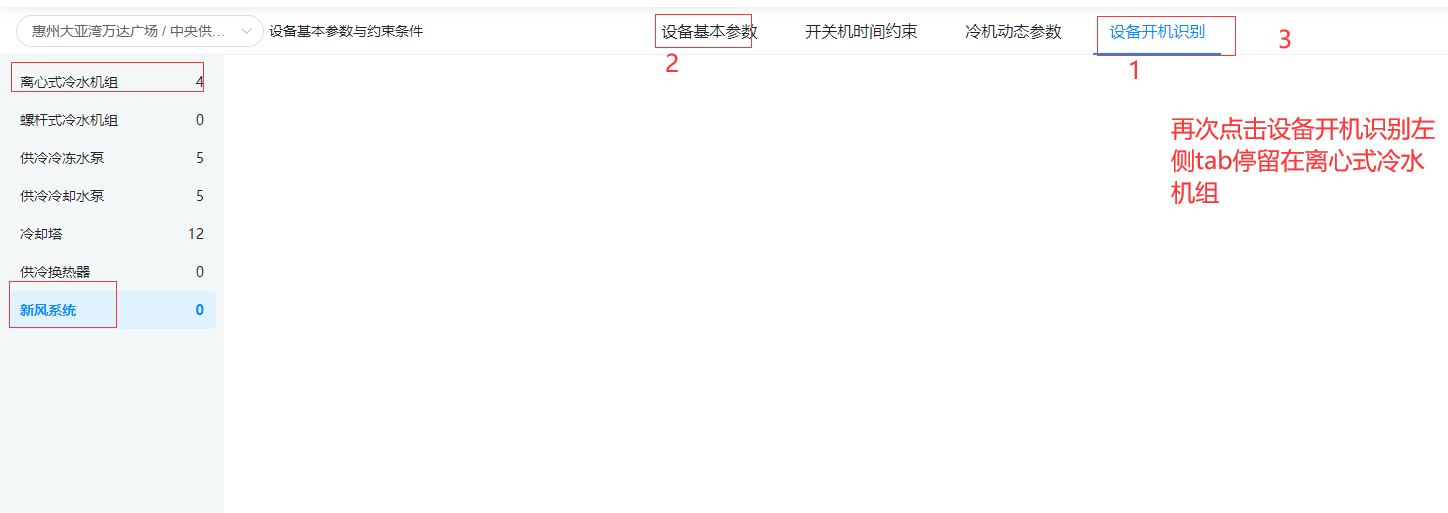 惠州大亚湾万达广场 / 中央供... 设备基本参数与约束条件 设备基本参数 开关机时间约束 冷机动态参数 设备开机识别 3
2 1
离心式冷水机组 4
螺杆式冷水机组 0
供冷冷冻水泵 5
供冷冷却水泵 5
冷却塔 12
供冷换热器 0
新风系统 0
再次点击设备开机识别左
侧tab停留在离心式冷水
机组